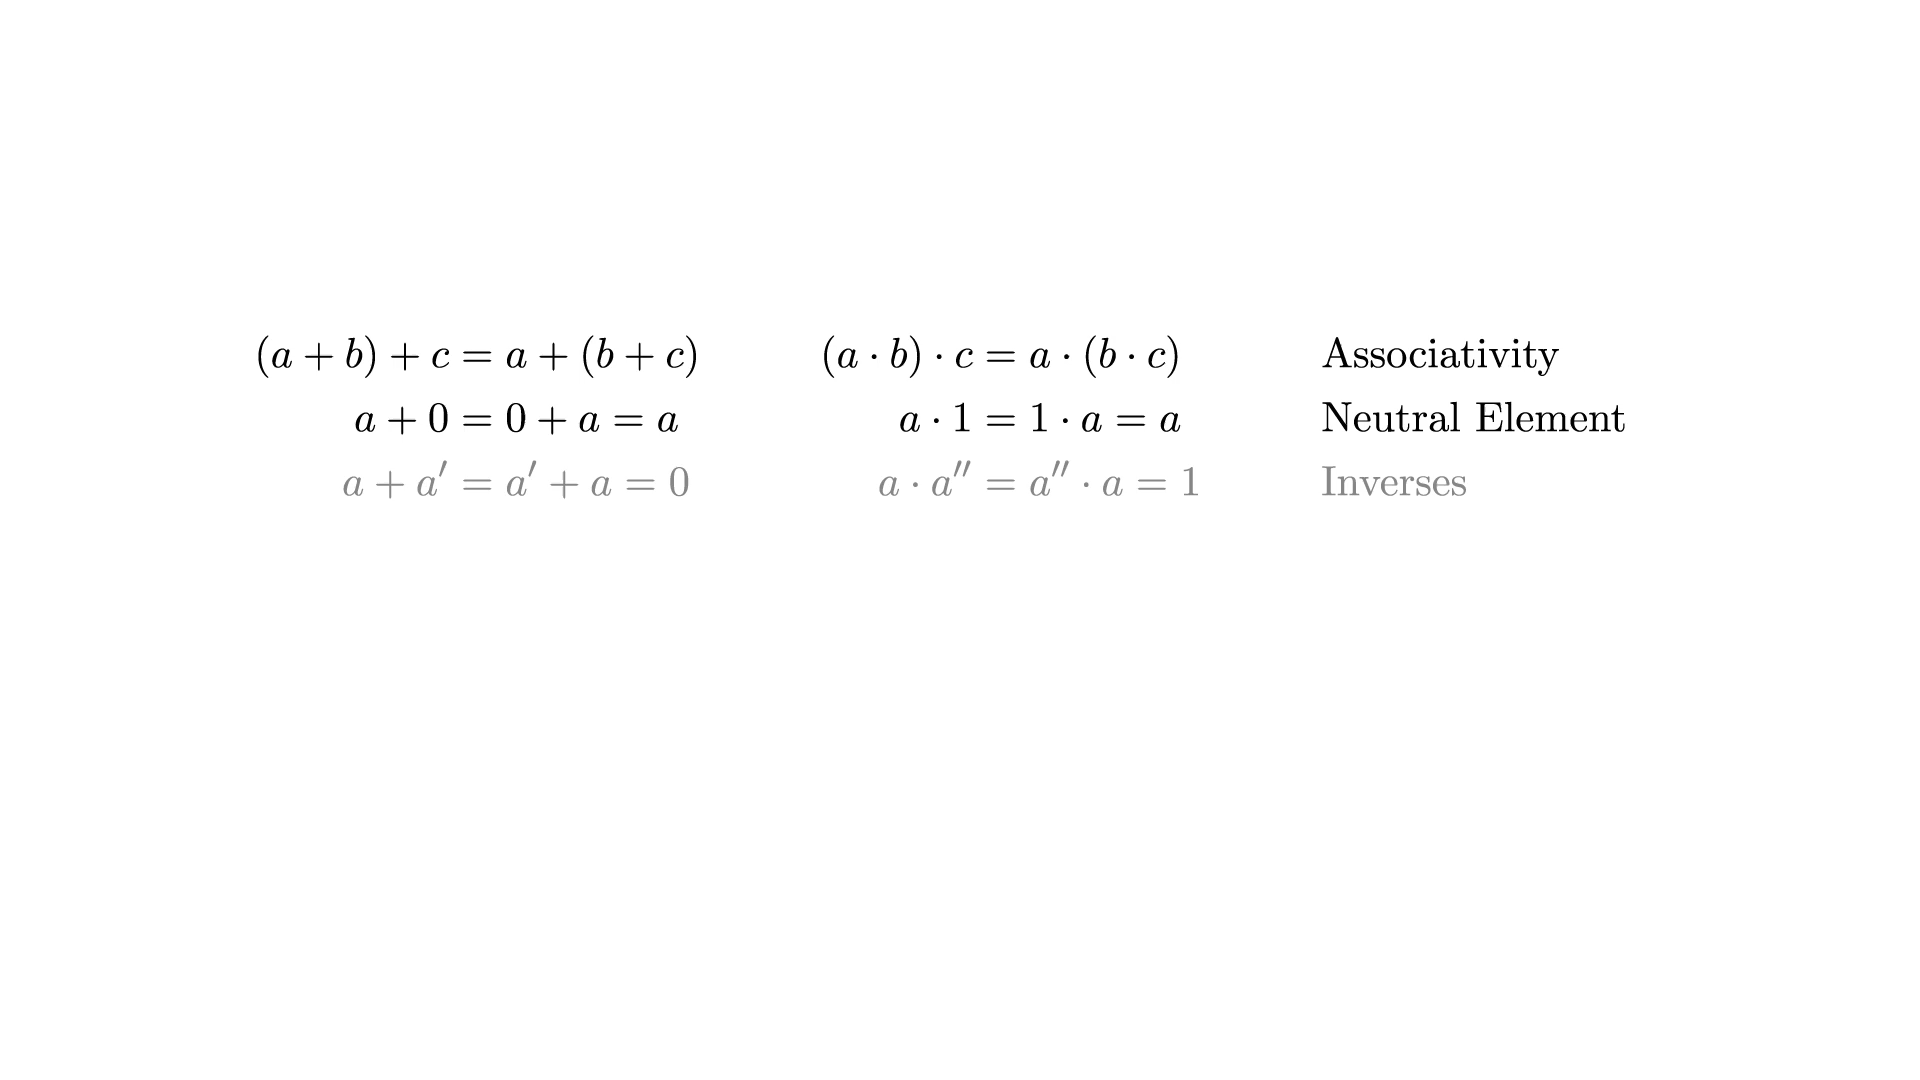 (a + b) + c = a + (b + c) (a · b) · c = a · (b · c) Associativity
a + 0 = 0 + a = a a · 1 = 1 · a = a Neutral Element
a + a′ = a′ + a = 0 a · a″ = a″ · a = 1 Inverses